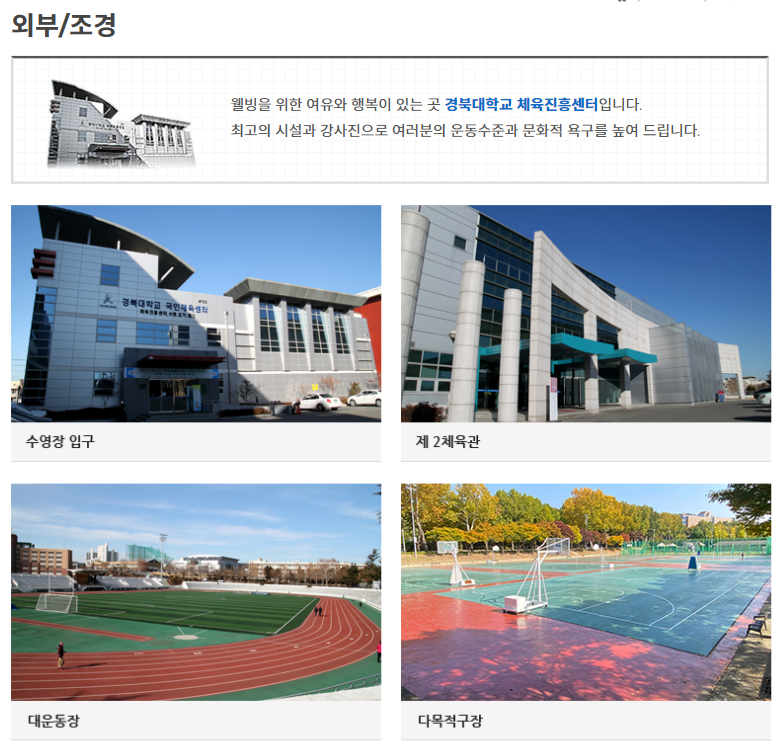 외부/조경
웰빙을 위한 여유와 행복이 있는 곳 경북대학교 체육진흥센터입니다.
최고의 시설과 강사진으로 여러분의 운동수준과 문화적 욕구를 높여 드립니다.
경북대학교 국민체육센터
수영장 입구
제 2체육관
대운동장
다목적구장